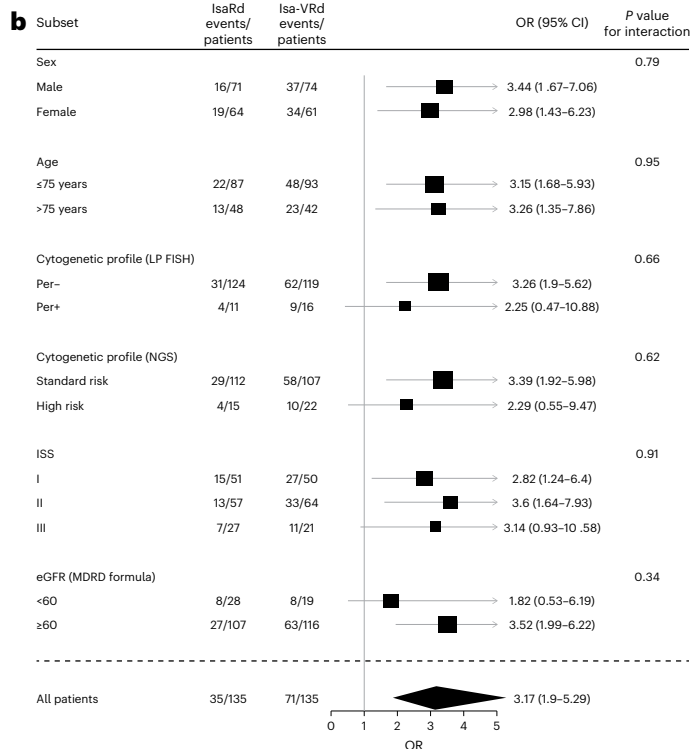 b
Subset IsaRd events/ patients Isa-VRd events/ patients OR (95% CI) P value for interaction
Sex 0.79
Male 16/71 37/74 3.44 (1 .67–7.06)
Female 19/64 34/61 2.98 (1.43–6.23)
Age 0.95
≤75 years 22/87 48/93 3.15 (1.68–5.93)
>75 years 13/48 23/42 3.26 (1.35–7.86)
Cytogenetic profile (LP FISH) 0.66
Per– 31/124 62/119 3.26 (1.9–5.62)
Per+ 4/11 9/16 2.25 (0.47–10.88)
Cytogenetic profile (NGS) 0.62
Standard risk 29/112 58/107 3.39 (1.92–5.98)
High risk 4/15 10/22 2.29 (0.55–9.47)
ISS 0.91
I 15/51 27/50 2.82 (1.24–6.4)
II 13/57 33/64 3.6 (1.64–7.93)
III 7/27 11/21 3.14 (0.93–10 .58)
eGFR (MDRD formula) 0.34
<60 8/28 8/19 1.82 (0.53–6.19)
≥60 27/107 63/116 3.52 (1.99–6.22)
All patients 35/135 71/135 3.17 (1.9–5.29)
0 1 2 3 4 5
OR